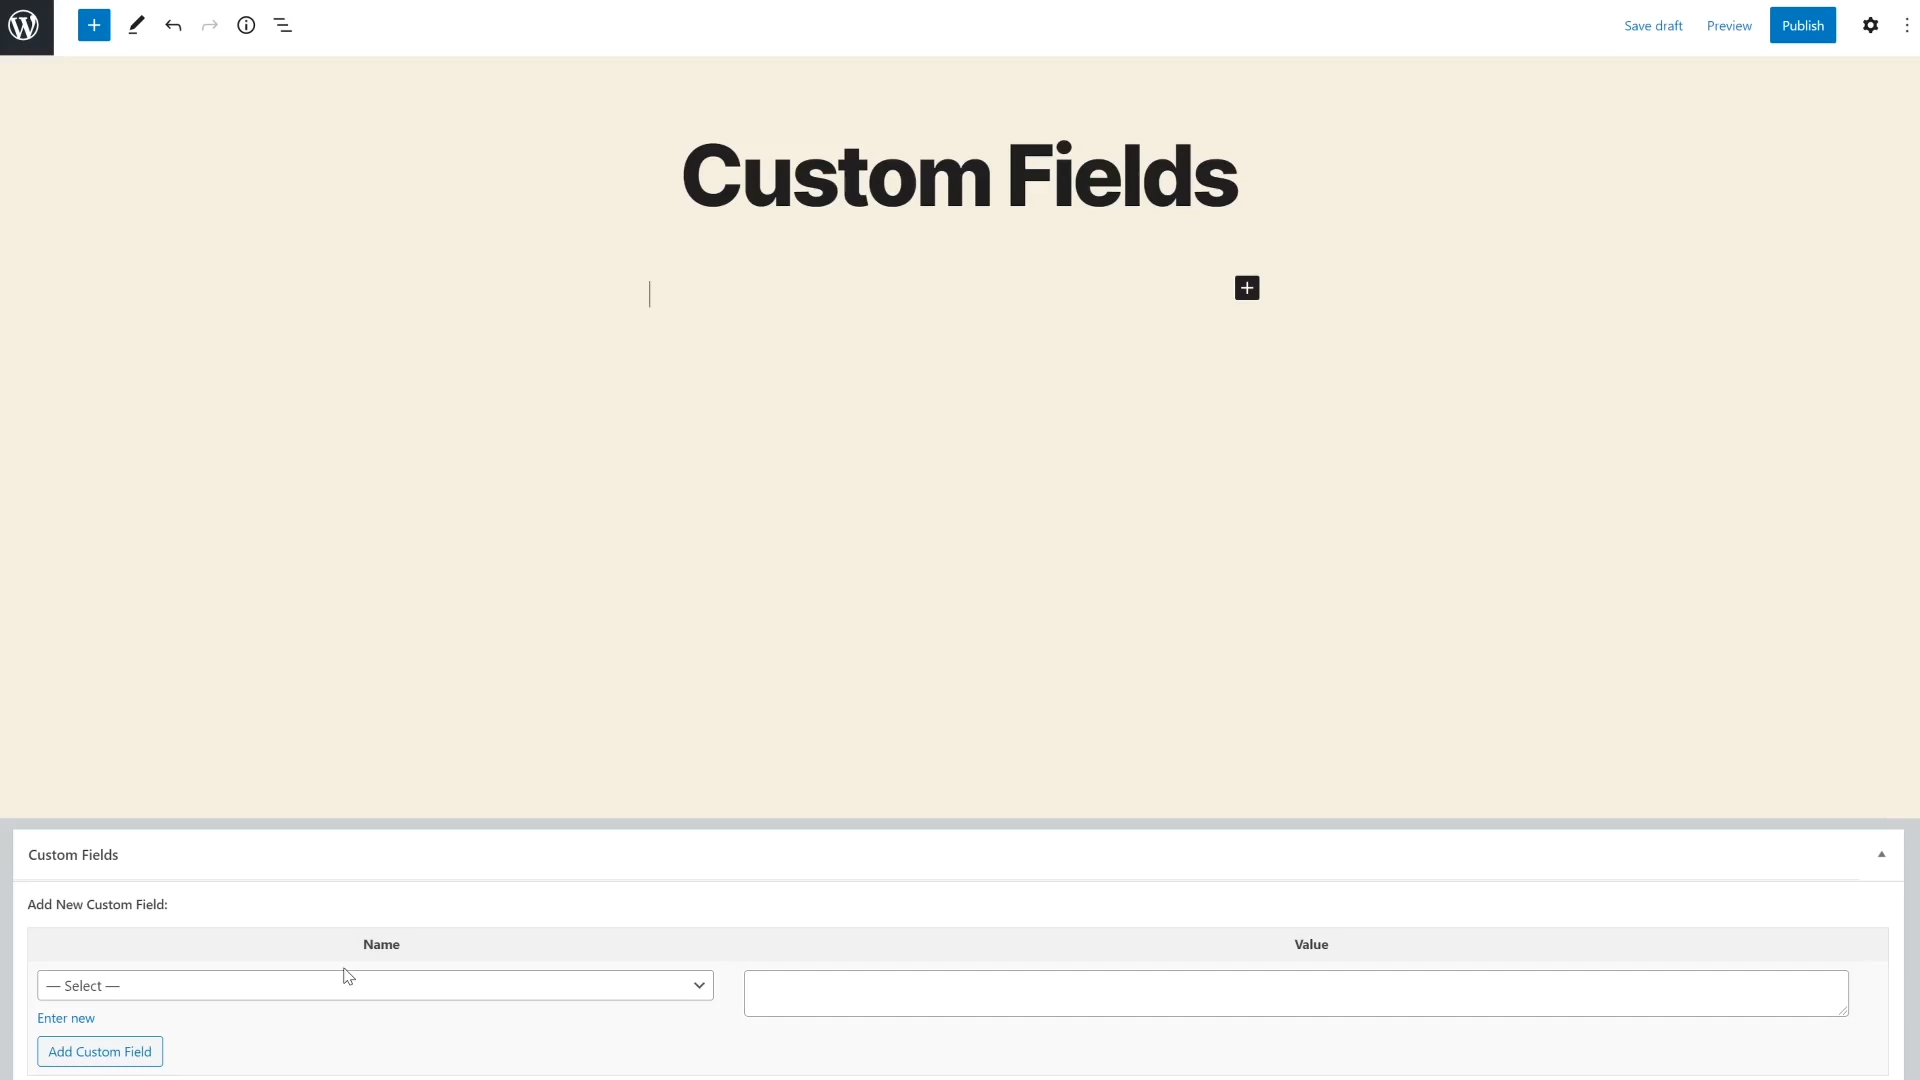 Save draft Preview Publish
Custom Fields
Custom Fields
Add New Custom Field:
Name Value
— Select —
Enter new
Add Custom Field